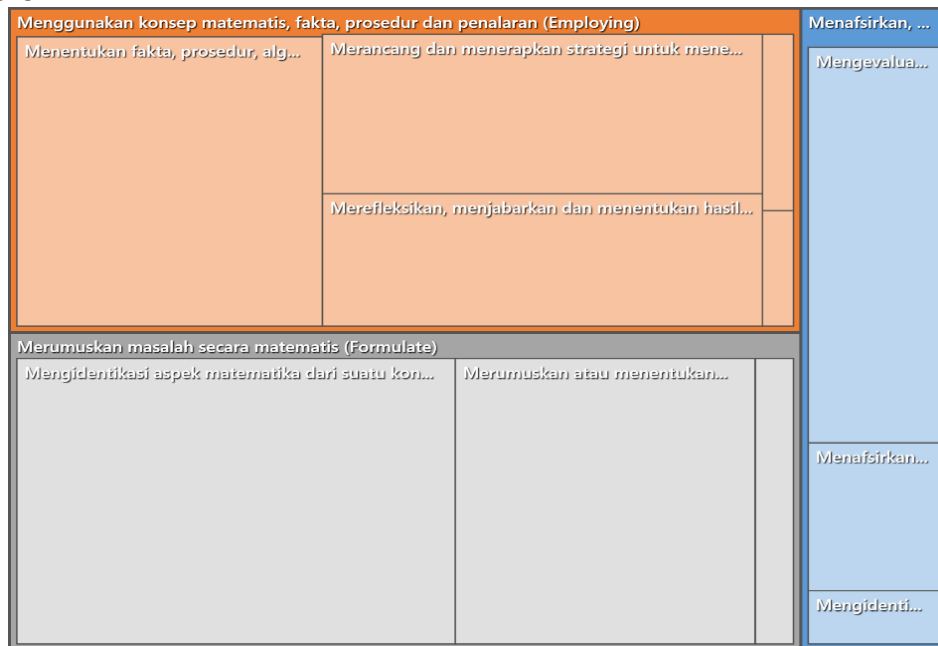 Menggunakan konsep matematis, fakta, prosedur dan penalaran (Employing)
Menentukan fakta, prosedur, alg...
Merancang dan menerapkan strategi untuk mene...
Merefleksikan, menjabarkan dan menentukan hasil...
Merumuskan masalah secara matematis (Formulate)
Mengidentikasi aspek matematika dari suatu kon...
Merumuskan atau menentukan...
Menafsirkan, ...
Mengevalua...
Menafsirkan...
Mengidenti...